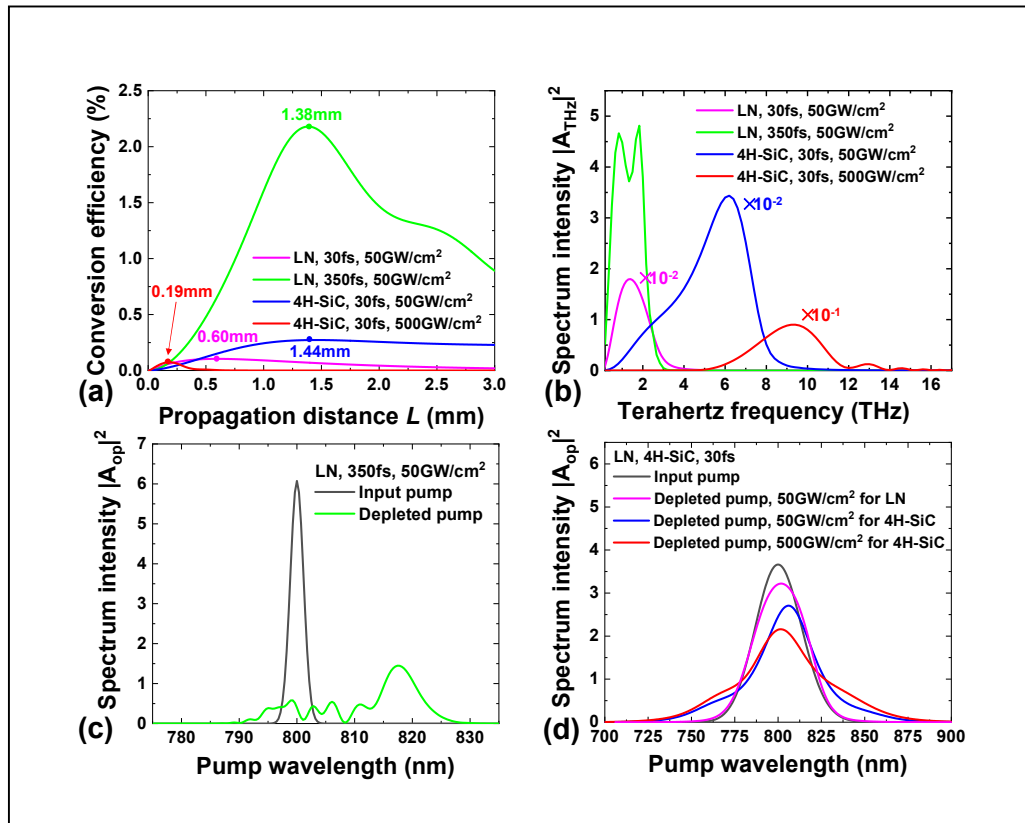 2.5
2.0
1.5
1.0
0.5
0.0
Conversion efficiency (%)
1.38mm
LN, 30fs, 50GW/cm²
LN, 350fs, 50GW/cm²
4H-SiC, 30fs, 50GW/cm²
4H-SiC, 30fs, 500GW/cm²
0.19mm
0.60mm
1.44mm
0.0 0.5 1.0 1.5 2.0 2.5 3.0
(a)
Propagation distance L (mm)
5
4
3
2
1
0
Spectrum intensity |A_THz|²
LN, 30fs, 50GW/cm²
LN, 350fs, 50GW/cm²
4H-SiC, 30fs, 50GW/cm²
4H-SiC, 30fs, 500GW/cm²
×10⁻²
×10⁻²
×10⁻¹
2 4 6 8 10 12 14 16
(b)
Terahertz frequency (THz)
7
6
5
4
3
2
1
0
Spectrum intensity |A_op|²
LN, 350fs, 50GW/cm²
Input pump
Depleted pump
780 790 800 810 820 830
(c)
Pump wavelength (nm)
6
5
4
3
2
1
0
Spectrum intensity |A_op|²
LN, 4H-SiC, 30fs
Input pump
Depleted pump, 50GW/cm² for LN
Depleted pump, 50GW/cm² for 4H-SiC
Depleted pump, 500GW/cm² for 4H-SiC
700 725 750 775 800 825 850 875 900
(d)
Pump wavelength (nm)